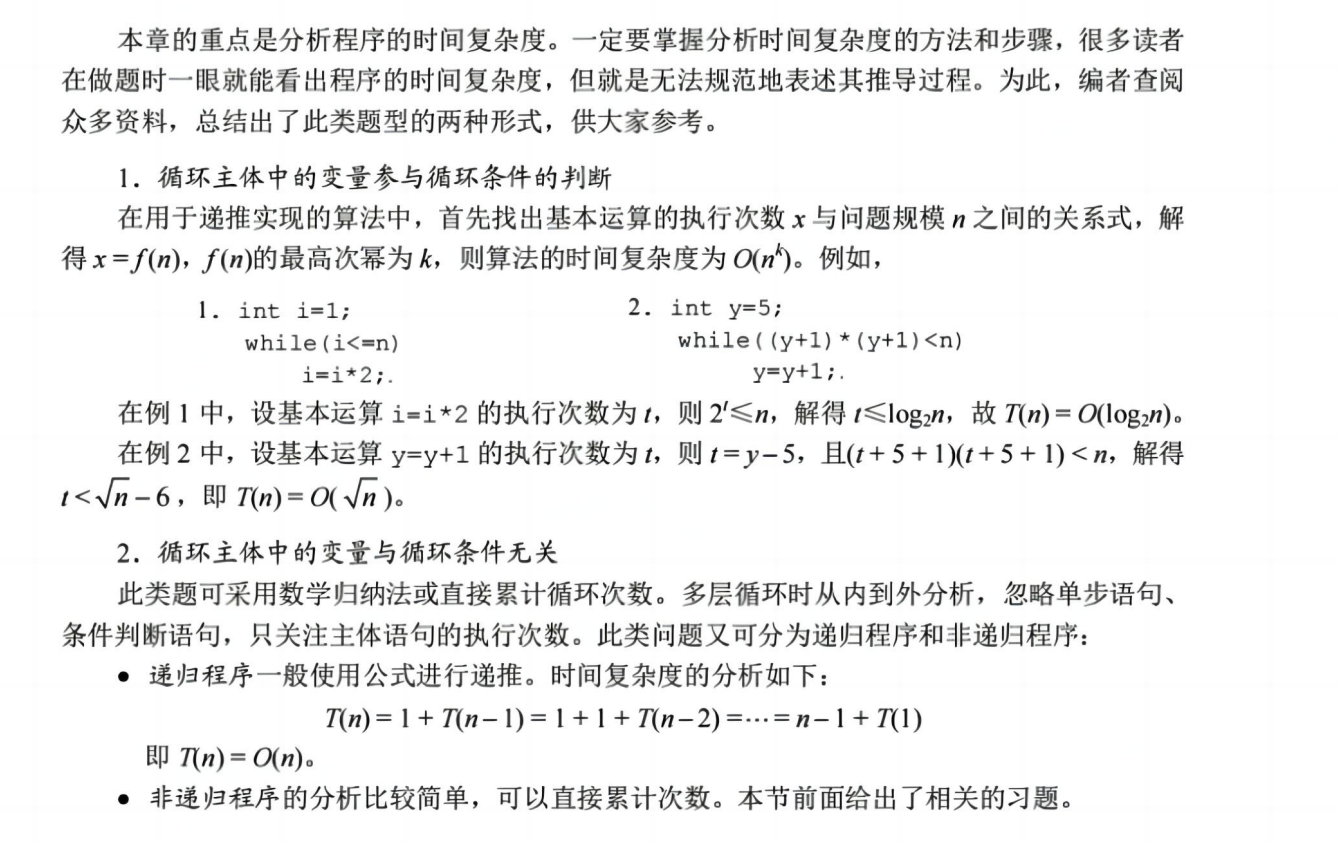 本章的重点是分析程序的时间复杂度。一定要掌握分析时间复杂度的方法和步骤，很多读者
在做题时一眼就能看出程序的时间复杂度，但就是无法规范地表述其推导过程。为此，编者查阅
众多资料，总结出了此类题型的两种形式，供大家参考。
1．循环主体中的变量参与循环条件的判断
在用于递推实现的算法中，首先找出基本运算的执行次数 x 与问题规模 n 之间的关系式，解
得 x = f(n)，f(n)的最高次幂为 k，则算法的时间复杂度为 O(nᵏ)。例如，
1. int i=1;
while(i<=n)
i=i*2;.
2. int y=5;
while((y+1)*(y+1)<n)
y=y+1;.
在例 1 中，设基本运算 i=i*2 的执行次数为 t，则 2ᵗ≤n，解得 t≤log₂n，故 T(n) = O(log₂n)。
在例 2 中，设基本运算 y=y+1 的执行次数为 t，则 t = y – 5，且(t + 5 + 1)(t + 5 + 1) < n，解得
t < √n – 6，即 T(n) = O(√n)。
2．循环主体中的变量与循环条件无关
此类题可采用数学归纳法或直接累计循环次数。多层循环时从内到外分析，忽略单步语句、
条件判断语句，只关注主体语句的执行次数。此类问题又可分为递归程序和非递归程序：
● 递归程序一般使用公式进行递推。时间复杂度的分析如下：
T(n) = 1 + T(n – 1) = 1 + 1 + T(n – 2) = ⋯ = n – 1 + T(1)
即 T(n) = O(n)。
● 非递归程序的分析比较简单，可以直接累计次数。本节前面给出了相关的习题。